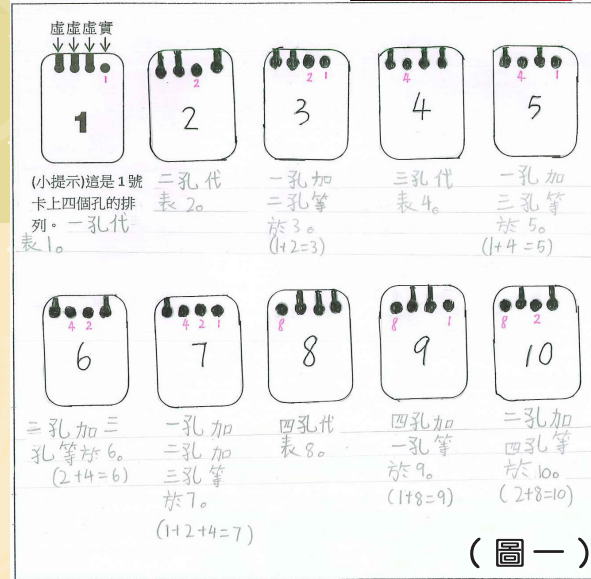 虛虛虛實
1
1
(小提示)這是1號
卡上四個孔的排
列。一孔代
表1。
2
2
二孔代
表2。
2 1
3
一孔加
二孔等
於3。
(1+2=3)
4
4
三孔代
表4。
4 1
5
一孔加
三孔等
於5。
(1+4=5)
4 2
6
二孔加三
孔等於6。
(2+4=6)
4 2 1
7
一孔加
二孔加
三孔等
於7。
(1+2+4=7)
8
8
四孔代
表8。
8 1
9
四孔加
一孔等
於9。
(1+8=9)
8 2
10
二孔加
四孔等
於10。
(2+8=10)
(圖一)